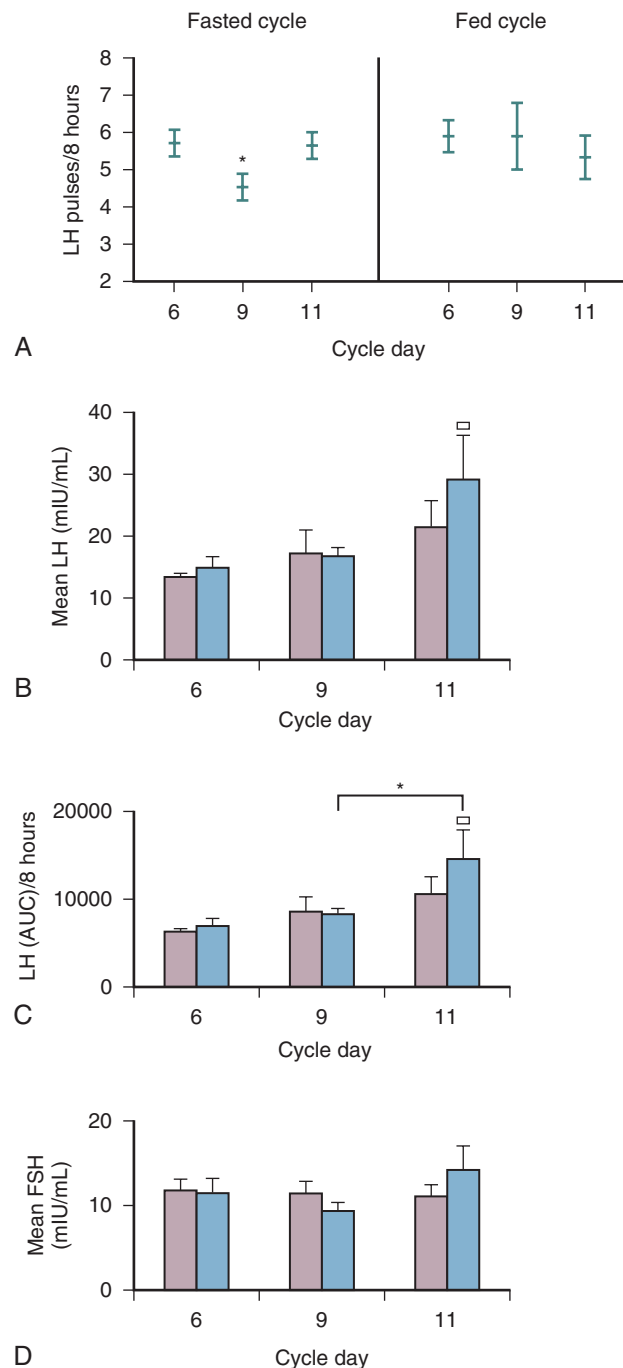 Fasted cycle Fed cycle
8
7
6
5
4
3
2
LH pulses/8 hours
*
6 9 11 6 9 11
A
Cycle day
40
30
20
10
0
Mean LH (mIU/mL)
6 9 11
B
Cycle day
*
20000
10000
0
LH (AUC)/8 hours
6 9 11
C
Cycle day
20
10
0
Mean FSH
(mIU/mL)
6 9 11
D
Cycle day